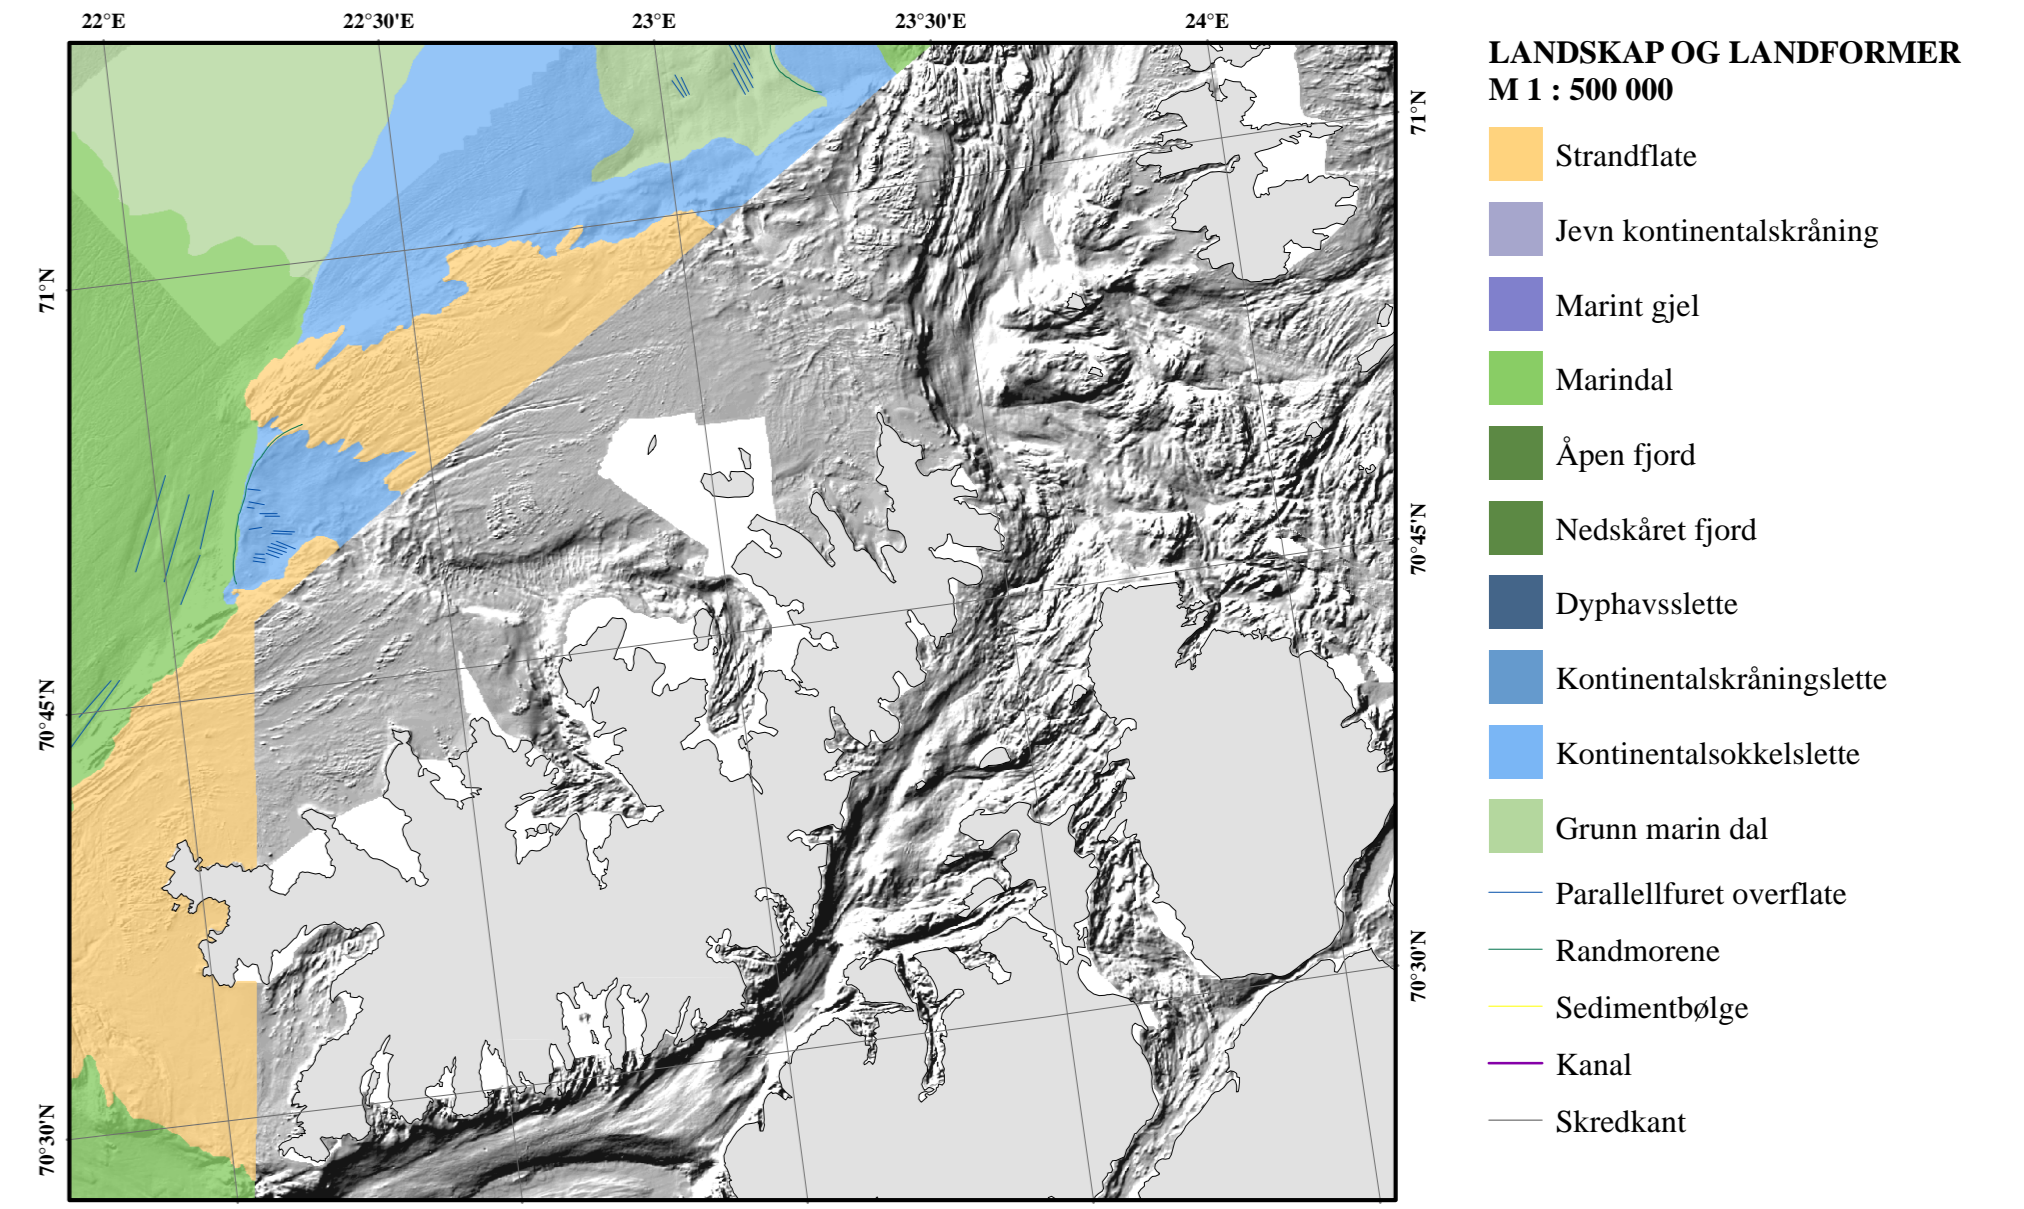 22°E
22°30'E
23°E
23°30'E
24°E
71°N
70°45'N
70°30'N
71°N
70°45'N
70°30'N
LANDSKAP OG LANDFORMER
M 1 : 500 000
Strandflate
Jevn kontinentalskråning
Marint gjel
Marindal
Åpen fjord
Nedskåret fjord
Dyphavsslette
Kontinentalskråningslette
Kontinentalsokkelslette
Grunn marin dal
Parallellfuret overflate
Randmorene
Sedimentbølge
Kanal
Skredkant